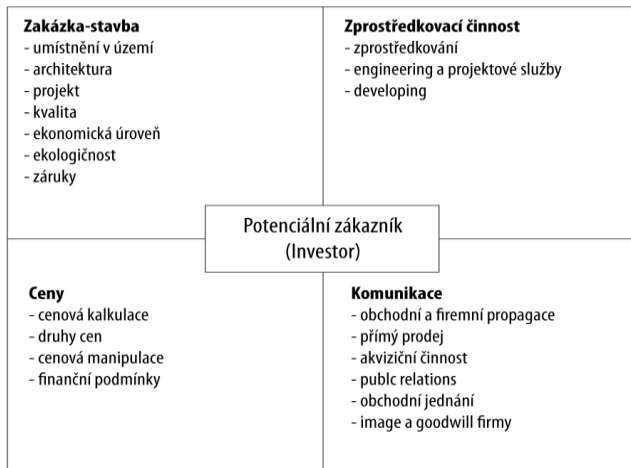 Zakázka-stavba
- umístnění v území
- architektura
- projekt
- kvalita
- ekonomická úroveň
- ekologičnost
- záruky
Zprostředkovací činnost
- zprostředkování
- engineering a projektové služby
- developing
Potenciální zákazník
(Investor)
Ceny
- cenová kalkulace
- druhy cen
- cenová manipulace
- finanční podmínky
Komunikace
- obchodní a firemní propagace
- přímý prodej
- akviziční činnost
- publc relations
- obchodní jednání
- image a goodwill firmy